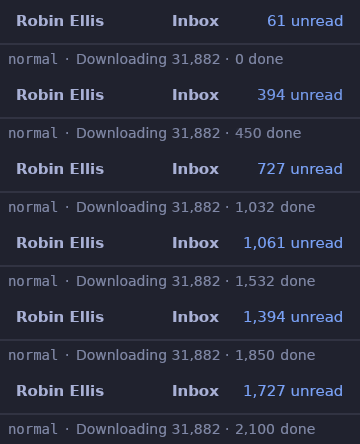 Robin Ellis Inbox 61 unread
normal · Downloading 31,882 · 0 done
Robin Ellis Inbox 394 unread
normal · Downloading 31,882 · 450 done
Robin Ellis Inbox 727 unread
normal · Downloading 31,882 · 1,032 done
Robin Ellis Inbox 1,061 unread
normal · Downloading 31,882 · 1,532 done
Robin Ellis Inbox 1,394 unread
normal · Downloading 31,882 · 1,850 done
Robin Ellis Inbox 1,727 unread
normal · Downloading 31,882 · 2,100 done